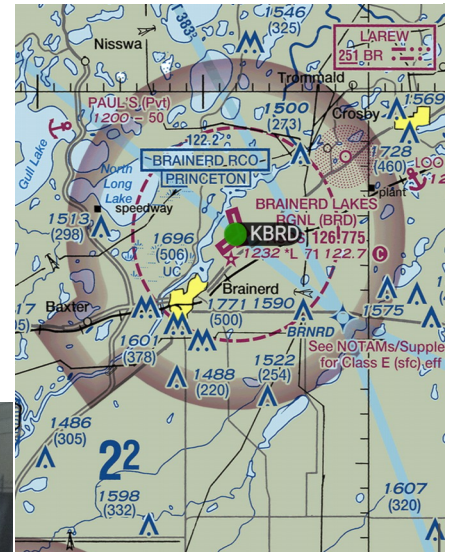 1546
(325)
Nisswa
LAREW
251 BR
Trommald
PAUL'S (Pvt)
1200 - 50
1500
(273)
Crosby
1569
122.2
BRAINERD RCO
PRINCETON
1728
(460)
LOO
12
Gull Lake
North
Long
Lake
speedway
plant
BRAINERD LAKES
RGNL (BRD)
KBRD
126.775
1232 *L 71 122.7 C
1513
(298)
1696
(506)
UC
Brainerd
17
Baxter
1771
(500)
1590
1575
BRNRD
1601
(378)
See NOTAMs/Supple
for Class E (sfc) eff
1522
(254)
1488
(220)
1486
(305)
22
1598
(332)
1607
(320)